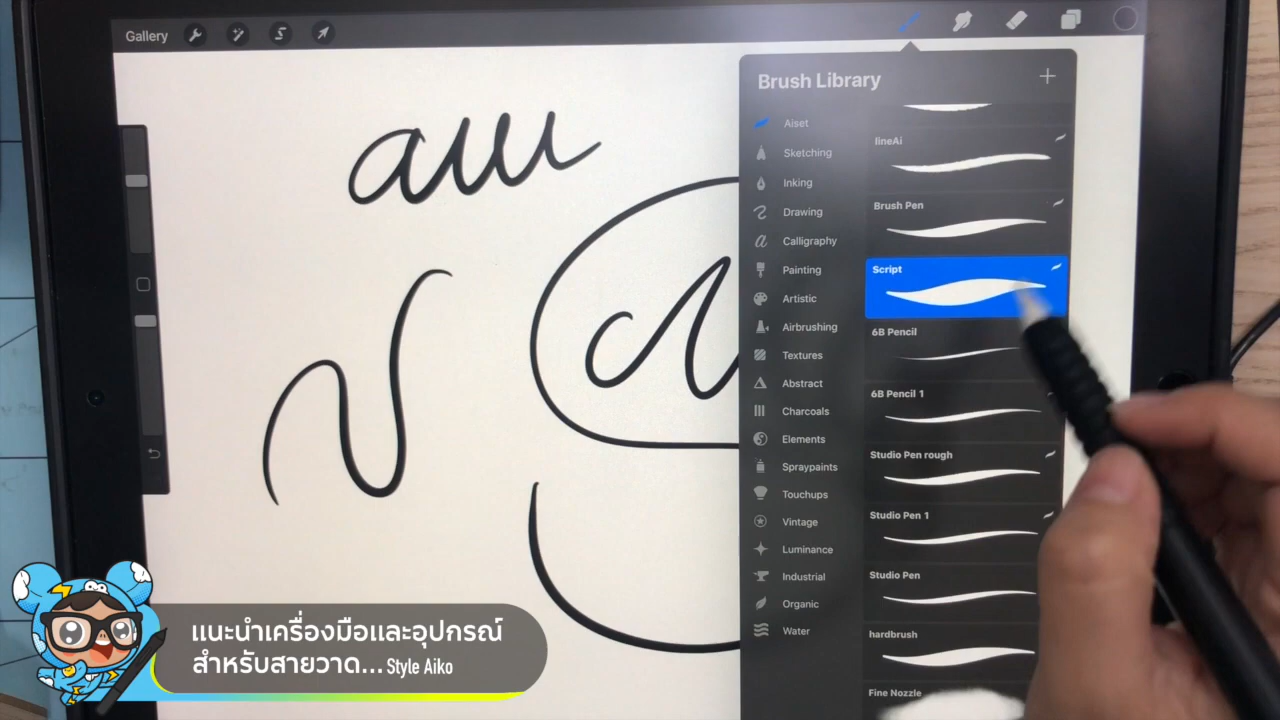 Gallery
Brush Library
Aiset
Sketching
Inking
Drawing
Calligraphy
Painting
Artistic
Airbrushing
Textures
Abstract
Charcoals
Elements
Spraypaints
Touchups
Vintage
Luminance
Industrial
Organic
Water
lineAi
Brush Pen
Script
6B Pencil
6B Pencil 1
Studio Pen rough
Studio Pen 1
Studio Pen
hardbrush
Fine Nozzle
แนะนำเครื่องมือและอุปกรณ์
สำหรับสายวาด... Style Aiko